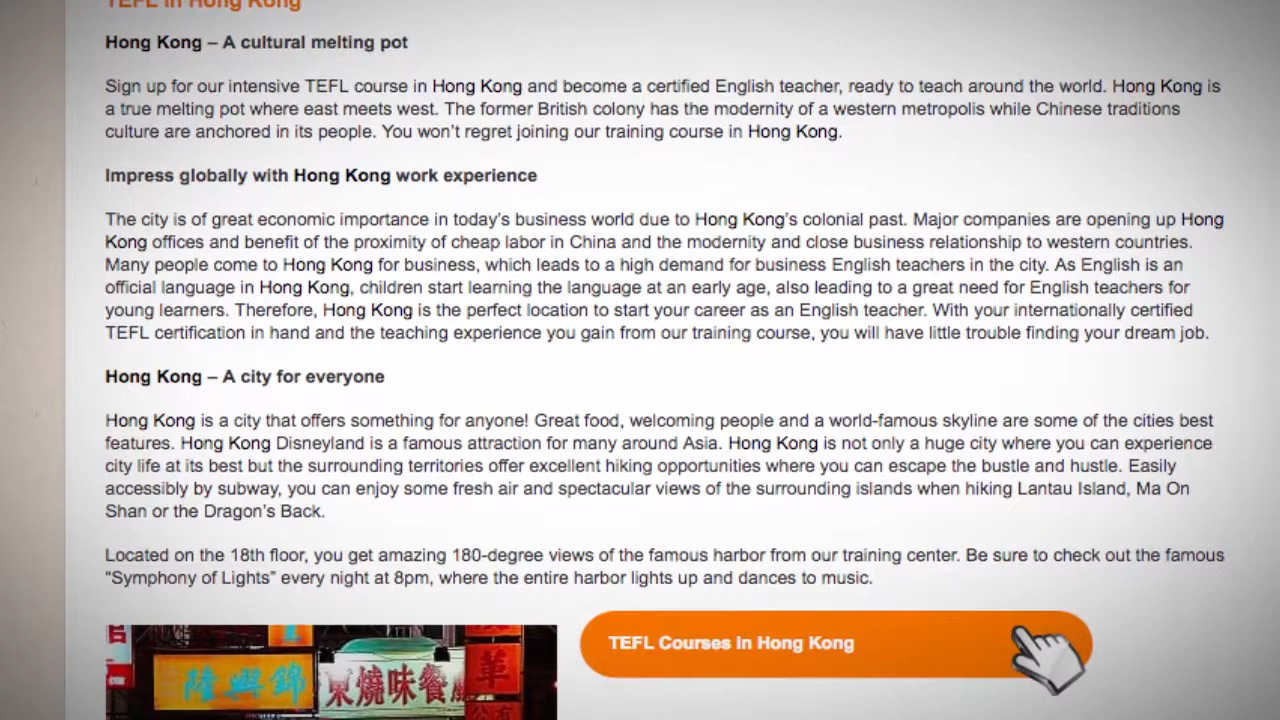 TEFL in Hong Kong
Hong Kong – A cultural melting pot
Sign up for our intensive TEFL course in Hong Kong and become a certified English teacher, ready to teach around the world. Hong Kong is
a true melting pot where east meets west. The former British colony has the modernity of a western metropolis while Chinese traditions
culture are anchored in its people. You won’t regret joining our training course in Hong Kong.
Impress globally with Hong Kong work experience
The city is of great economic importance in today’s business world due to Hong Kong’s colonial past. Major companies are opening up Hong
Kong offices and benefit of the proximity of cheap labor in China and the modernity and close business relationship to western countries.
Many people come to Hong Kong for business, which leads to a high demand for business English teachers in the city. As English is an
official language in Hong Kong, children start learning the language at an early age, also leading to a great need for English teachers for
young learners. Therefore, Hong Kong is the perfect location to start your career as an English teacher. With your internationally certified
TEFL certification in hand and the teaching experience you gain from our training course, you will have little trouble finding your dream job.
Hong Kong – A city for everyone
Hong Kong is a city that offers something for anyone! Great food, welcoming people and a world-famous skyline are some of the cities best
features. Hong Kong Disneyland is a famous attraction for many around Asia. Hong Kong is not only a huge city where you can experience
city life at its best but the surrounding territories offer excellent hiking opportunities where you can escape the bustle and hustle. Easily
accessibly by subway, you can enjoy some fresh air and spectacular views of the surrounding islands when hiking Lantau Island, Ma On
Shan or the Dragon’s Back.
Located on the 18th floor, you get amazing 180-degree views of the famous harbor from our training center. Be sure to check out the famous
“Symphony of Lights” every night at 8pm, where the entire harbor lights up and dances to music.
TEFL Courses in Hong Kong
陸興錦
東燒味餐